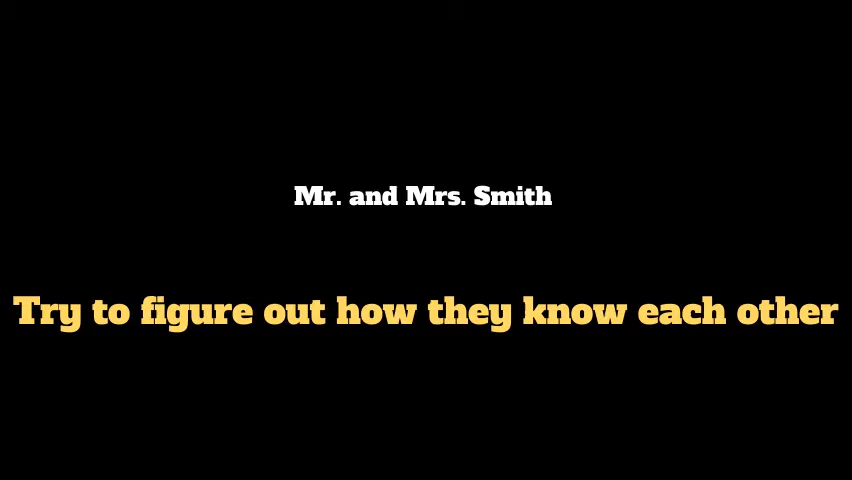 Mr. and Mrs. Smith
Try to figure out how they know each other